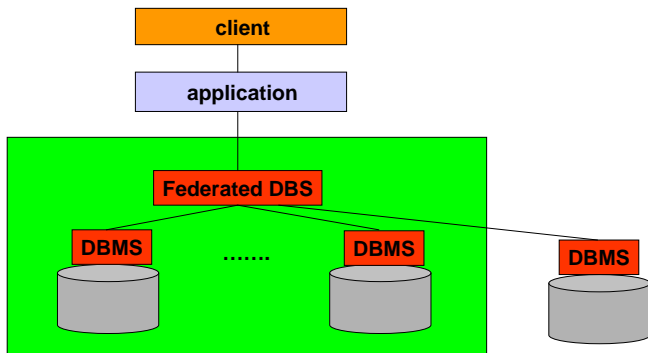 client
application
Federated DBS
DBMS
.......
DBMS
DBMS